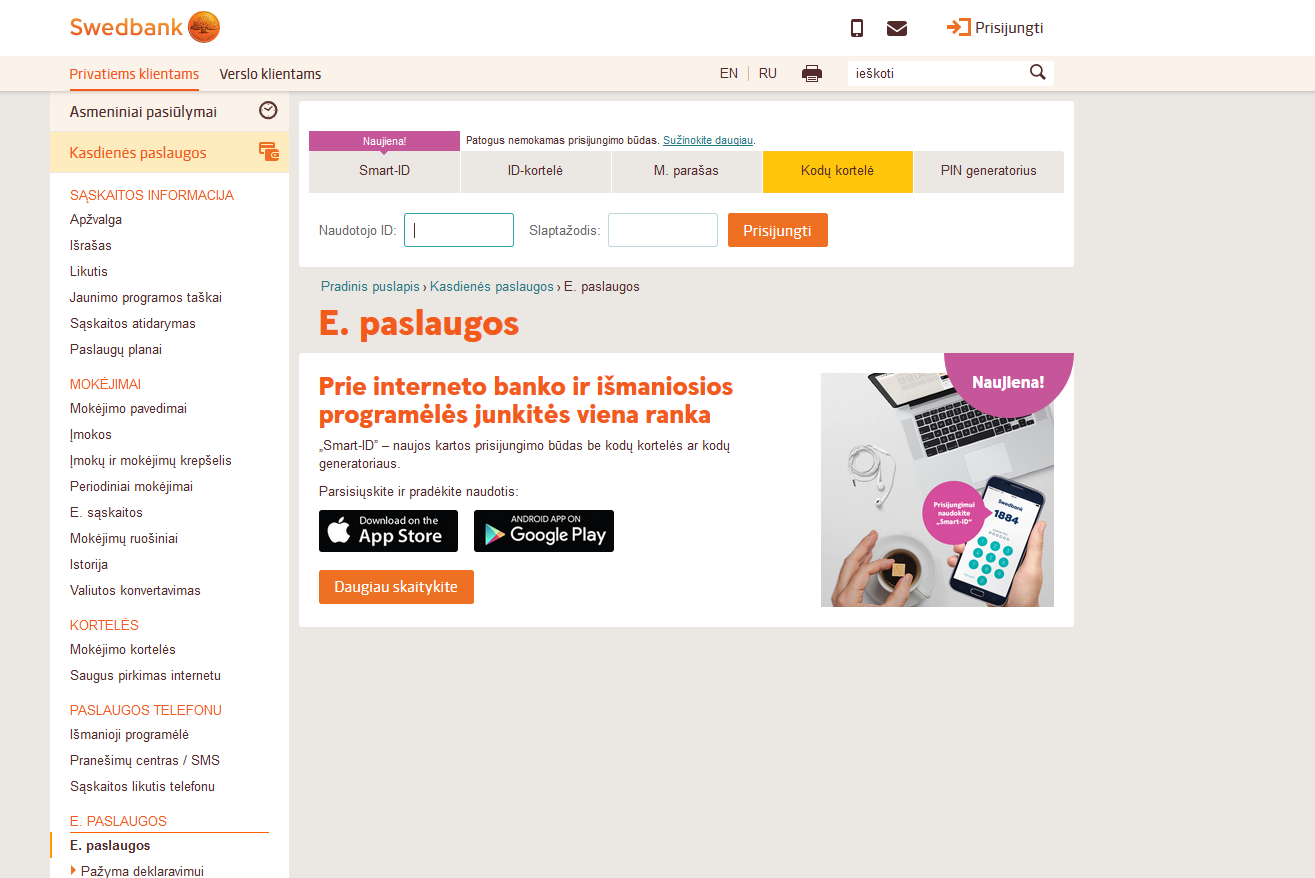 Swedbank
Prisijungti
Privatiems klientams
Verslo klientams
EN
RU
ieškoti
Asmeniniai pasiūlymai
Kasdienės paslaugos
SĄSKAITOS INFORMACIJA
Apžvalga
Išrašas
Likutis
Jaunimo programos taškai
Sąskaitos atidarymas
Paslaugų planai
MOKĖJIMAI
Mokėjimo pavedimai
Įmokos
Įmokų ir mokėjimų krepšelis
Periodiniai mokėjimai
E. sąskaitos
Mokėjimų ruošiniai
Istorija
Valiutos konvertavimas
KORTELĖS
Mokėjimo kortelės
Saugus pirkimas internetu
PASLAUGOS TELEFONU
Išmanioji programėlė
Pranešimų centras / SMS
Sąskaitos likutis telefonu
E. PASLAUGOS
E. paslaugos
Pažyma deklaravimui
Naujiena!
Patogus nemokamas prisijungimo būdas. Sužinokite daugiau.
Smart-ID
ID-kortelė
M. parašas
Kodų kortelė
PIN generatorius
Naudotojo ID:
Slaptažodis:
Prisijungti
Pradinis puslapis › Kasdienės paslaugos › E. paslaugos
E. paslaugos
Prie interneto banko ir išmaniosios
programėlės junkitės viena ranka
„Smart-ID” – naujos kartos prisijungimo būdas be kodų kortelės ar kodų
generatoriaus.
Parsisiųskite ir pradėkite naudotis:
Download on the
App Store
ANDROID APP ON
Google Play
Daugiau skaitykite
Naujiena!
Prisijungimui
naudokite
„Smart-ID“
Swedbank
1884